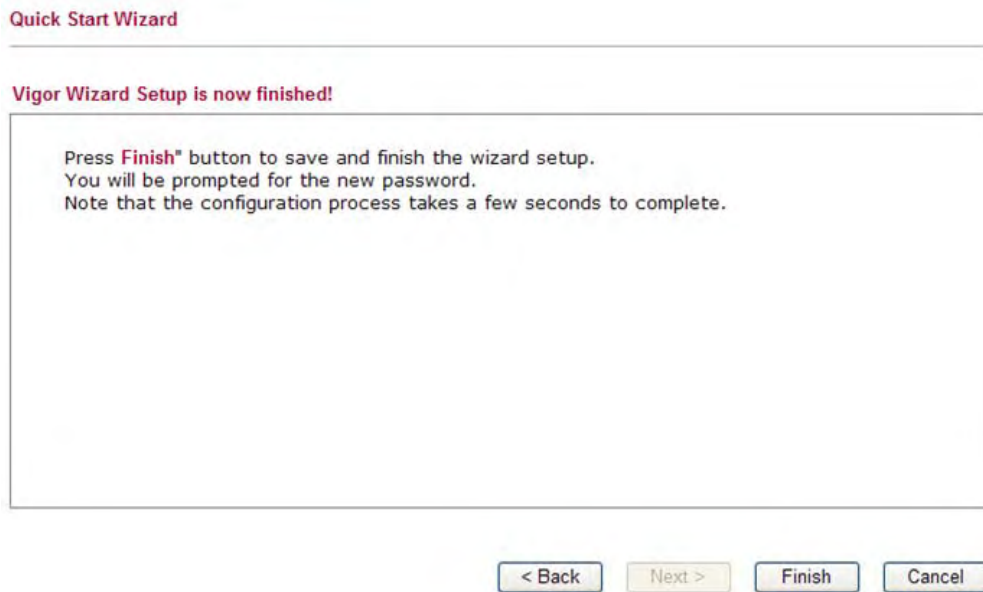 Quick Start Wizard
Vigor Wizard Setup is now finished!
Press Finish" button to save and finish the wizard setup.
You will be prompted for the new password.
Note that the configuration process takes a few seconds to complete.
< Back Next > Finish Cancel